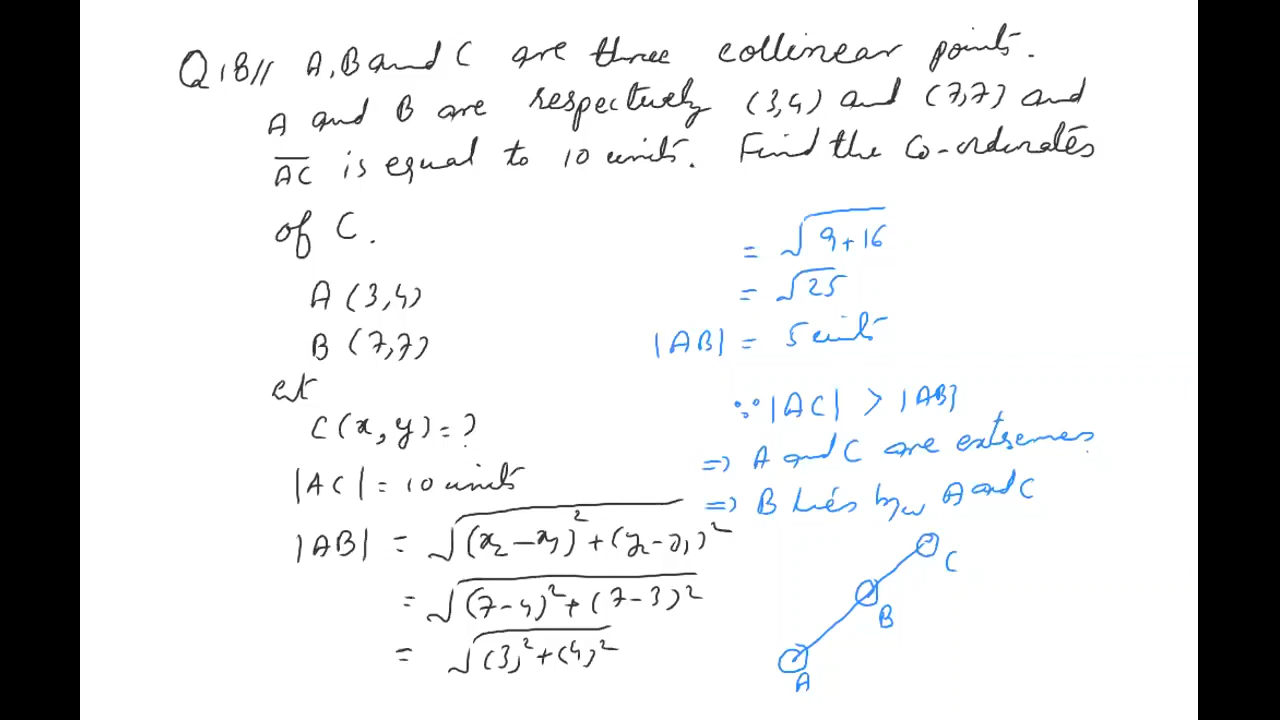 Q18// A, B and C are three collinear points.
A and B are respectively (3,4) and (7,7) and
AC is equal to 10 units. Find the Co-ordinates
of C.
A (3,4)
B (7,7)
let
C(x,y)=?
|AC| = 10 units
|AB| = √(x₂-x₁)²+(y₂-y₁)²
= √(7-4)²+(7-3)²
= √(3)²+(4)²
= √9+16
= √25
|AB| = 5 units
∵ |AC| > |AB|
⇒ A and C are extremes
⇒ B lies b/w A and C
C
B
A